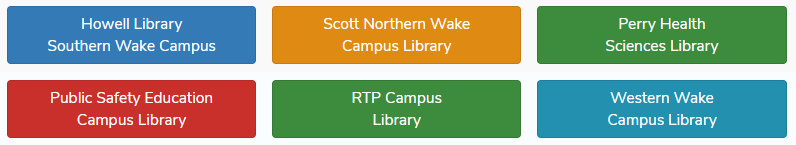 Howell Library
Southern Wake Campus
Scott Northern Wake
Campus Library
Perry Health
Sciences Library
Public Safety Education
Campus Library
RTP Campus
Library
Western Wake
Campus Library